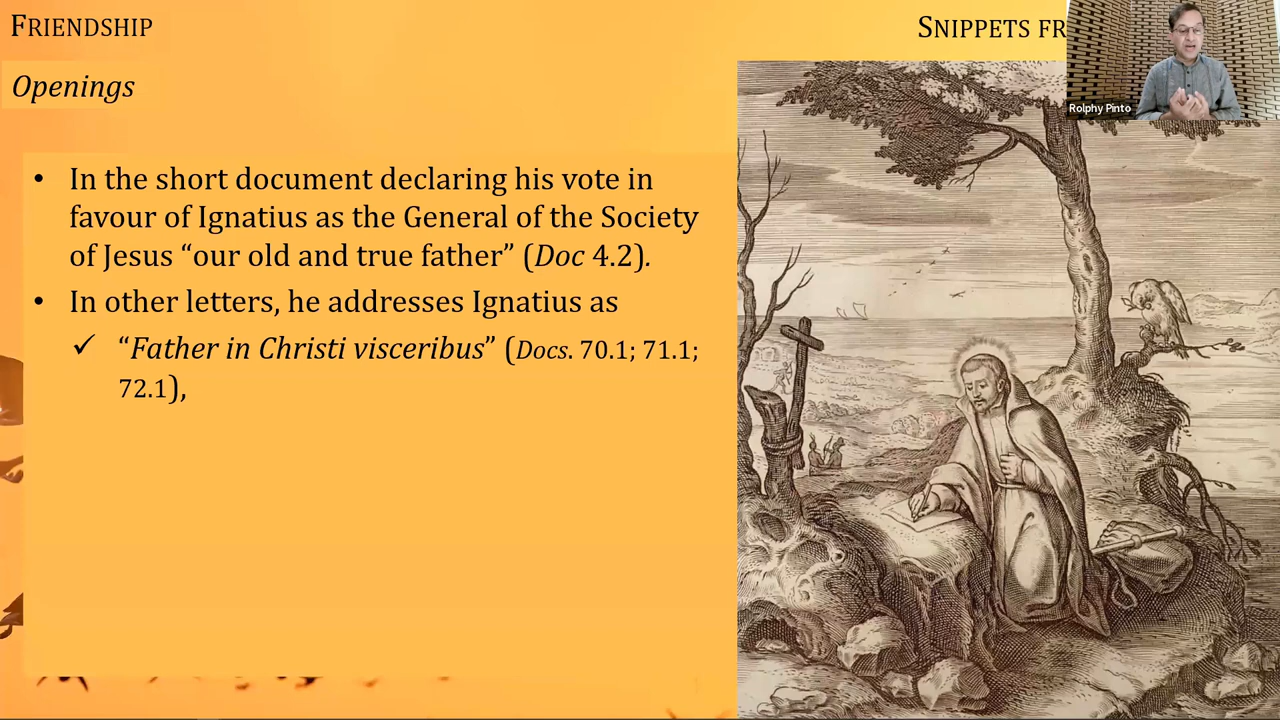 FRIENDSHIP
SNIPPETS FR
Rolphy Pinto
Openings
• In the short document declaring his vote in
favour of Ignatius as the General of the Society
of Jesus “our old and true father” (Doc 4.2).
• In other letters, he addresses Ignatius as
✓ “Father in Christi visceribus” (Docs. 70.1; 71.1;
72.1),